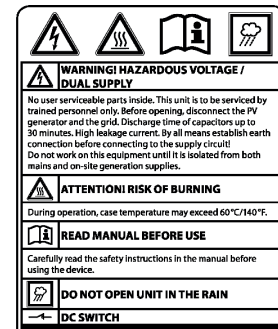 WARNING! HAZARDOUS VOLTAGE /
DUAL SUPPLY
No user serviceable parts inside. This unit is to be serviced by
trained personnel only. Before opening, disconnect the PV
generator and the grid. Discharge time of capacitors up to
30 minutes. High leakage current. By all means establish earth
connection before connecting to the supply circuit!
Do not work on this equipment until it is isolated from both
mains and on-site generation supplies.
ATTENTION! RISK OF BURNING
During operation, case temperature may exceed 60°C/140°F.
READ MANUAL BEFORE USE
Carefully read the safety instructions in the manual before
using the device.
DO NOT OPEN UNIT IN THE RAIN
DC SWITCH